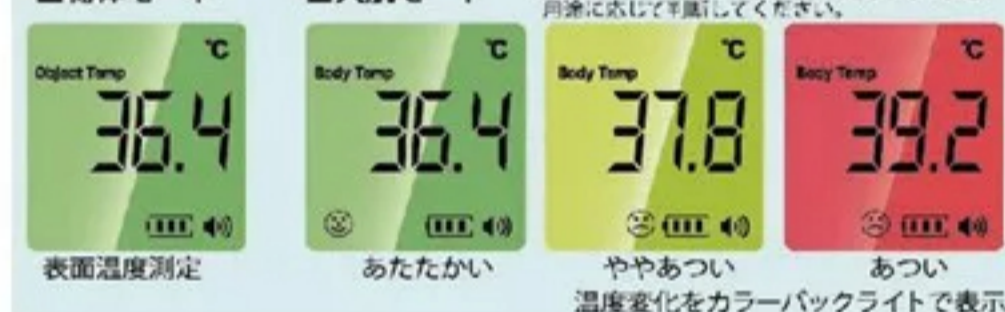 用途に応じて判断してください。
℃ ℃ ℃ ℃
Object Temp Body Temp Body Temp Body Temp
36.4 36.4 37.8 39.2
表面温度測定 あたたかい ややあつい あつい
温度変化をカラーバックライトで表示